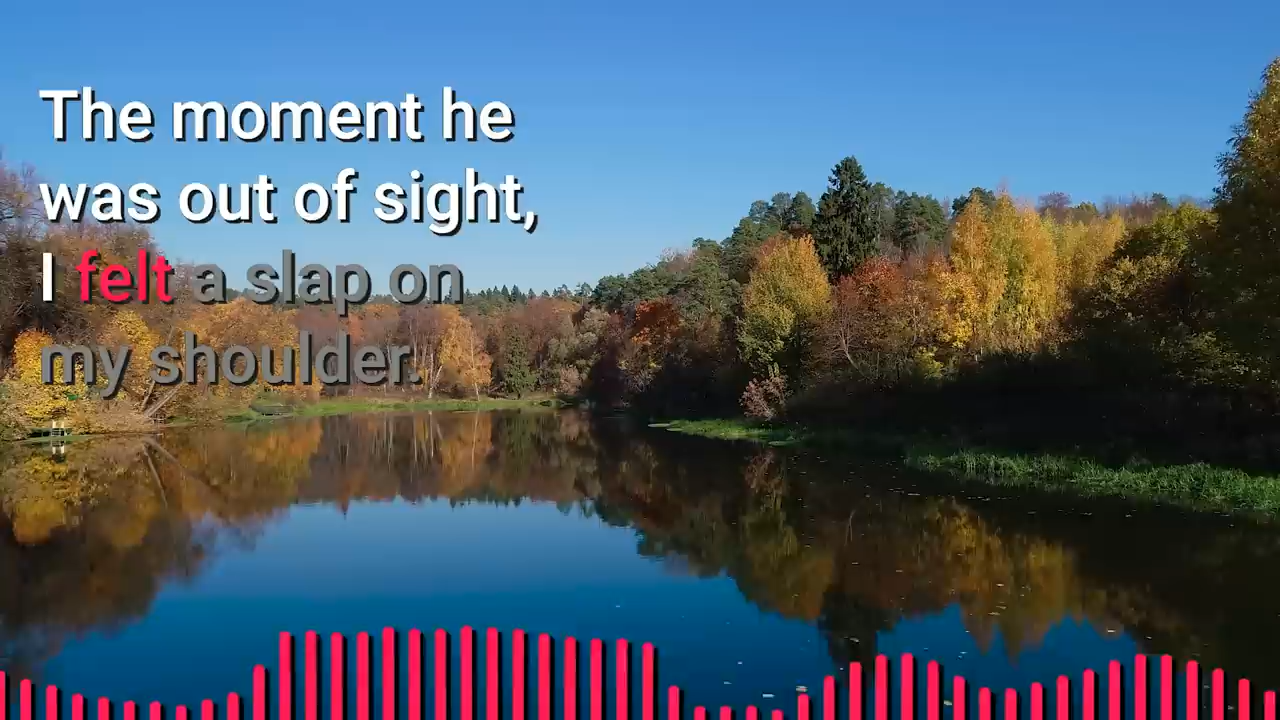 The moment he
was out of sight,
I felt a slap on
my shoulder.